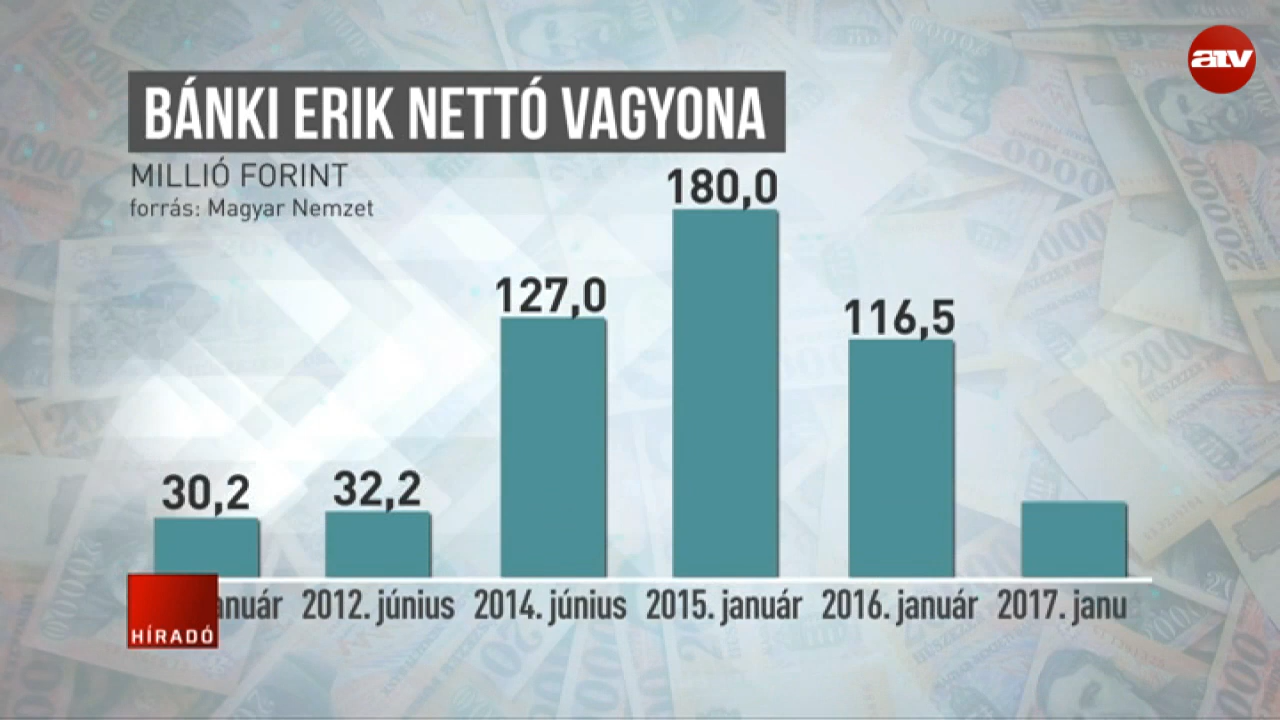 atv
BÁNKI ERIK NETTÓ VAGYONA
MILLIÓ FORINT
forrás: Magyar Nemzet
30,2
32,2
127,0
180,0
116,5
anuár 2012. június 2014. június 2015. január 2016. január 2017. janu
HÍRADÓ